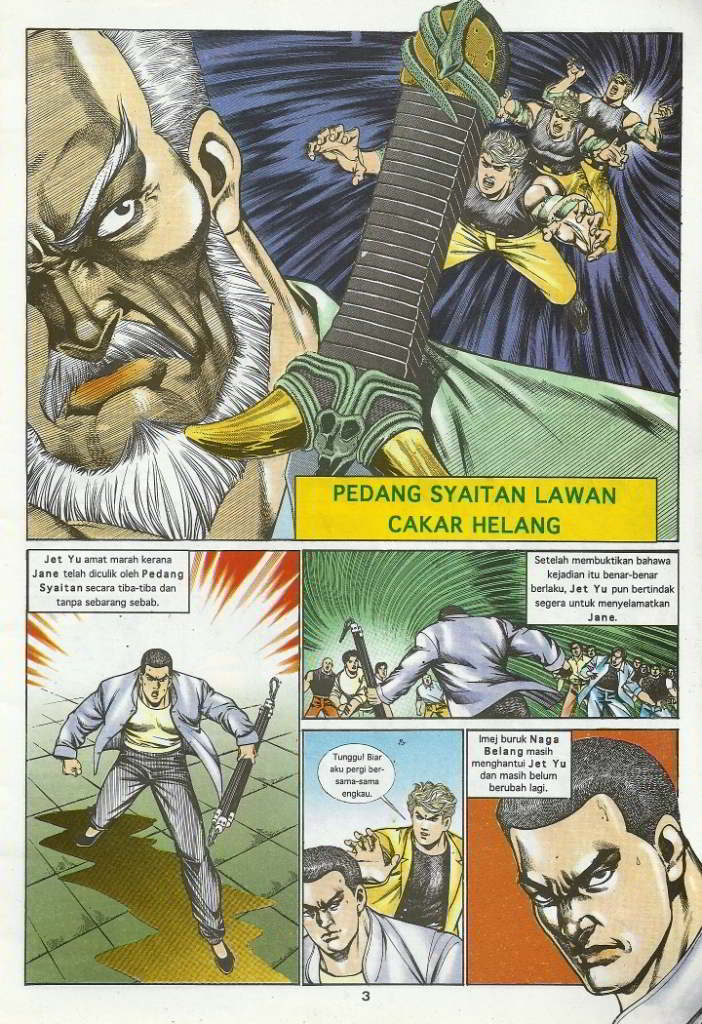 PEDANG SYAITAN LAWAN
CAKAR HELANG
Jet Yu amat marah kerana
Jane telah diculik oleh Pedang
Syaitan secara tiba-tiba dan
tanpa sebarang sebab.
Setelah membuktikan bahawa
kejadian itu benar-benar
berlaku, Jet Yu pun bertindak
segera untuk menyelamatkan
Jane.
Tunggu! Biar
aku pergi ber-
sama-sama
engkau.
Imej buruk Naga
Belang masih
menghantui Jet Yu
dan masih belum
berubah lagi.
3